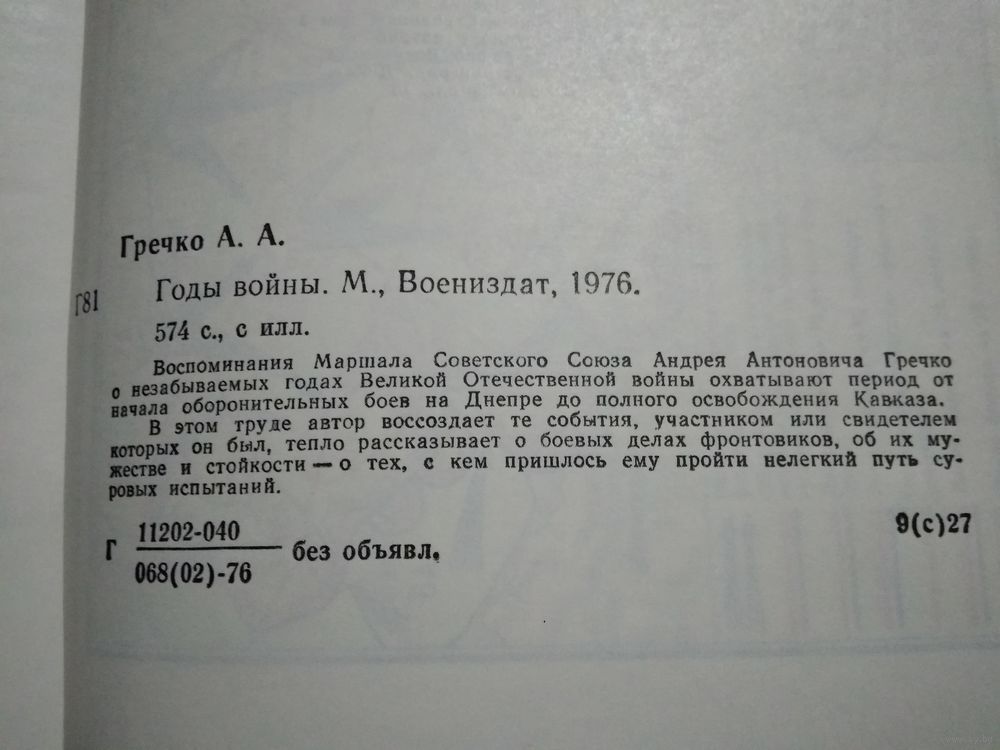 Гречко А. А.
Г81 Годы войны. М., Воениздат, 1976.
574 с., с илл.
Воспоминания Маршала Советского Союза Андрея Антоновича Гречко
о незабываемых годах Великой Отечественной войны охватывают период от
начала оборонительных боев на Днепре до полного освобождения Кавказа.
В этом труде автор воссоздает те события, участником или свидетелем
которых он был, тепло рассказывает о боевых делах фронтовиков, об их му-
жестве и стойкости — о тех, с кем пришлось ему пройти нелегкий путь су-
ровых испытаний.
Г 11202-040
068(02)-76 без объявл.
9(с)27